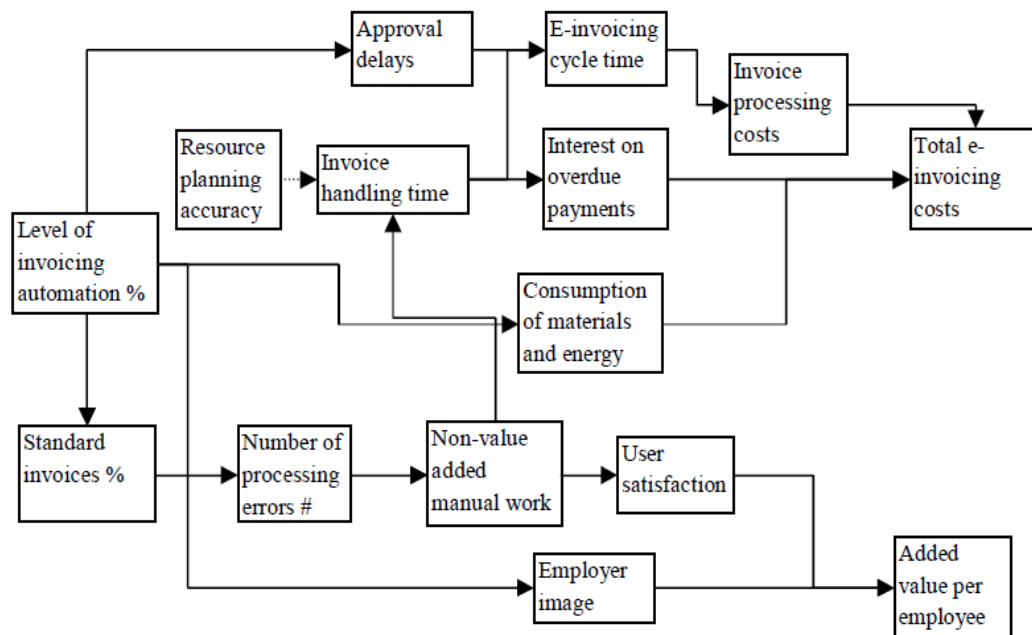 Approval
delays
E-invoicing
cycle time
Invoice
processing
costs
Resource
planning
accuracy
Invoice
handling time
Interest on
overdue
payments
Total e-
invoicing
costs
Level of
invoicing
automation %
Consumption
of materials
and energy
Standard
invoices %
Number of
processing
errors #
Non-value
added
manual work
User
satisfaction
Employer
image
Added
value per
employee